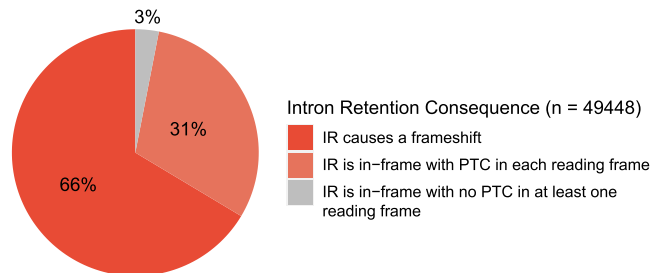 3%
31%
66%
Intron Retention Consequence (n = 49448)
IR causes a frameshift
IR is in−frame with PTC in each reading frame
IR is in−frame with no PTC in at least one
reading frame